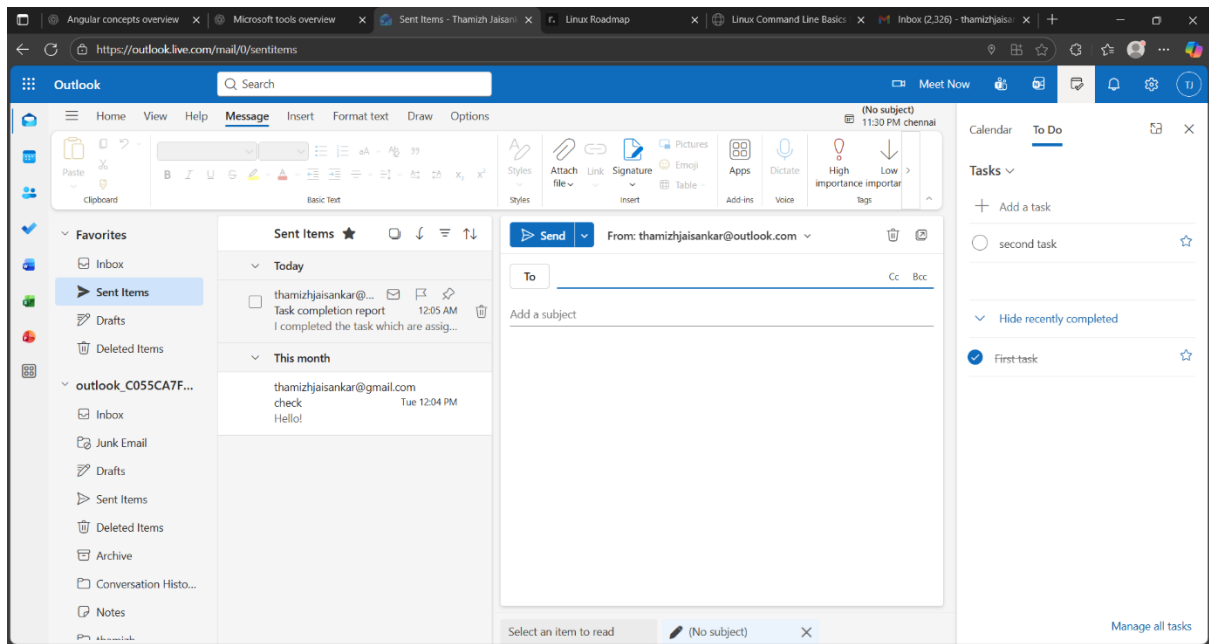 Angular concepts overview
Microsoft tools overview
Sent Items - Thamizh Jaisank
Linux Roadmap
Linux Command Line Basics
Inbox (2,326) - thamizhjaisa
https://outlook.live.com/mail/0/sentitems
Outlook
Search
Meet Now
TJ
Home View Help Message Insert Format text Draw Options
(No subject)
11:30 PM chennai
Paste
Clipboard
B I U S
Basic Text
Styles
Styles
Attach file
Link
Signature
Pictures
Emoji
Table
Insert
Apps
Add-ins
Dictate
Voice
High importance
Low importar
Tags
Favorites
Inbox
Sent Items
Drafts
Deleted Items
outlook_C055CA7F...
Inbox
Junk Email
Drafts
Sent Items
Deleted Items
Archive
Conversation Histo...
Notes
Sent Items
Today
thamizhjaisankar@...
Task completion report 12:05 AM
I completed the task which are assig...
This month
thamizhjaisankar@gmail.com
check Tue 12:04 PM
Hello!
Send
From: thamizhjaisankar@outlook.com
To
Cc Bcc
Add a subject
Select an item to read
(No subject)
Calendar To Do
Tasks
Add a task
second task
Hide recently completed
First task
Manage all tasks